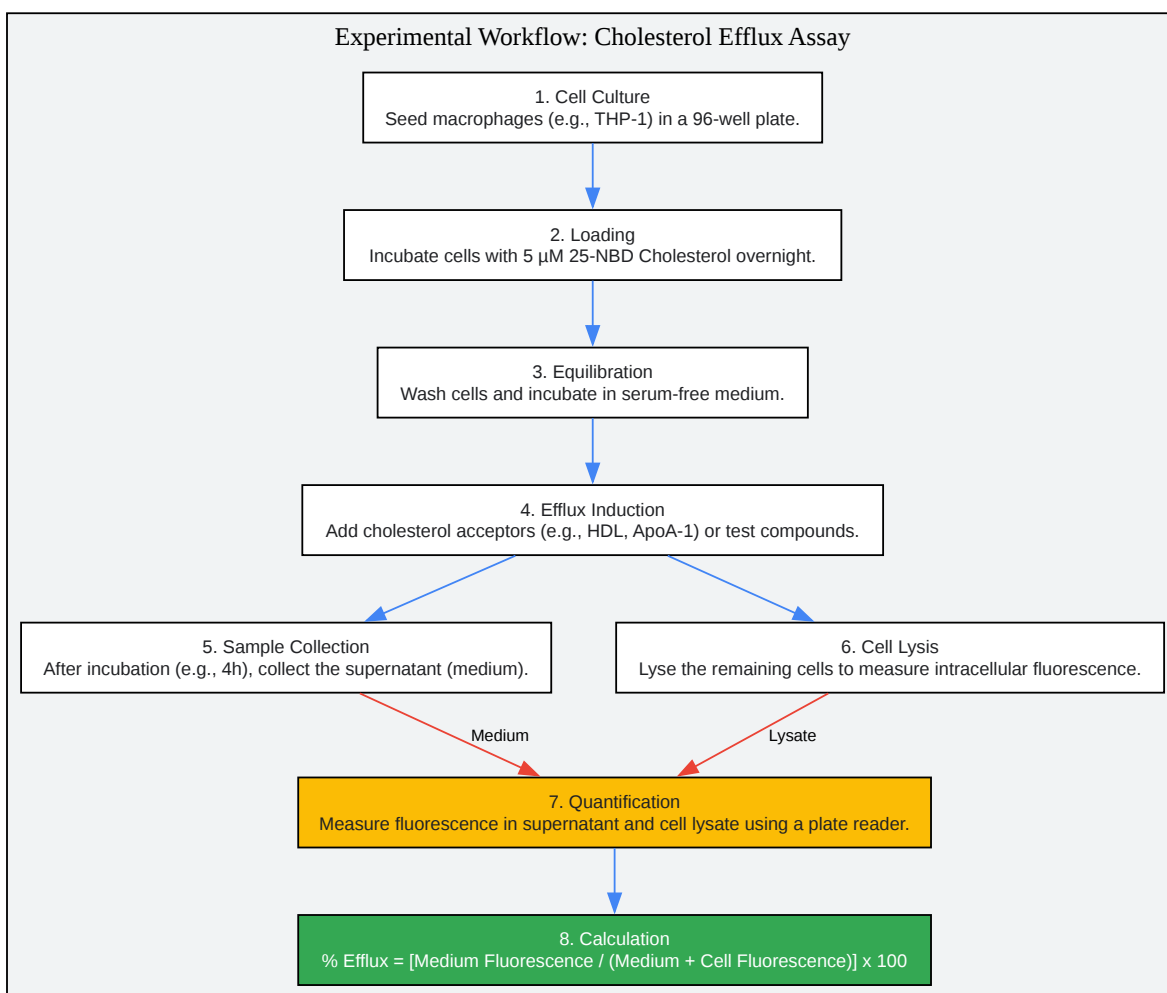 Experimental Workflow: Cholesterol Efflux Assay
1. Cell Culture
Seed macrophages (e.g., THP-1) in a 96-well plate.
2. Loading
Incubate cells with 5 µM 25-NBD Cholesterol overnight.
3. Equilibration
Wash cells and incubate in serum-free medium.
4. Efflux Induction
Add cholesterol acceptors (e.g., HDL, ApoA-1) or test compounds.
5. Sample Collection
After incubation (e.g., 4h), collect the supernatant (medium).
6. Cell Lysis
Lyse the remaining cells to measure intracellular fluorescence.
Medium
Lysate
7. Quantification
Measure fluorescence in supernatant and cell lysate using a plate reader.
8. Calculation
% Efflux = [Medium Fluorescence / (Medium + Cell Fluorescence)] x 100